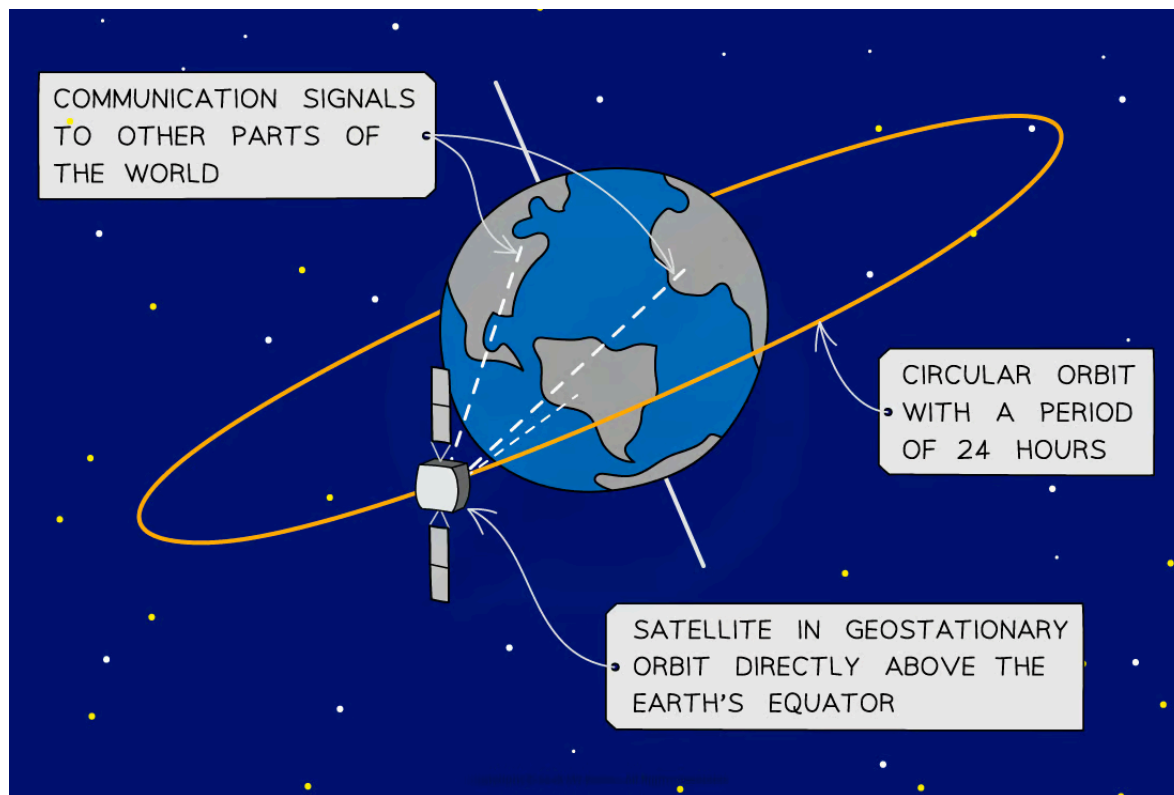 COMMUNICATION SIGNALS
TO OTHER PARTS OF
THE WORLD
CIRCULAR ORBIT
WITH A PERIOD
OF 24 HOURS
SATELLITE IN GEOSTATIONARY
ORBIT DIRECTLY ABOVE THE
EARTH'S EQUATOR